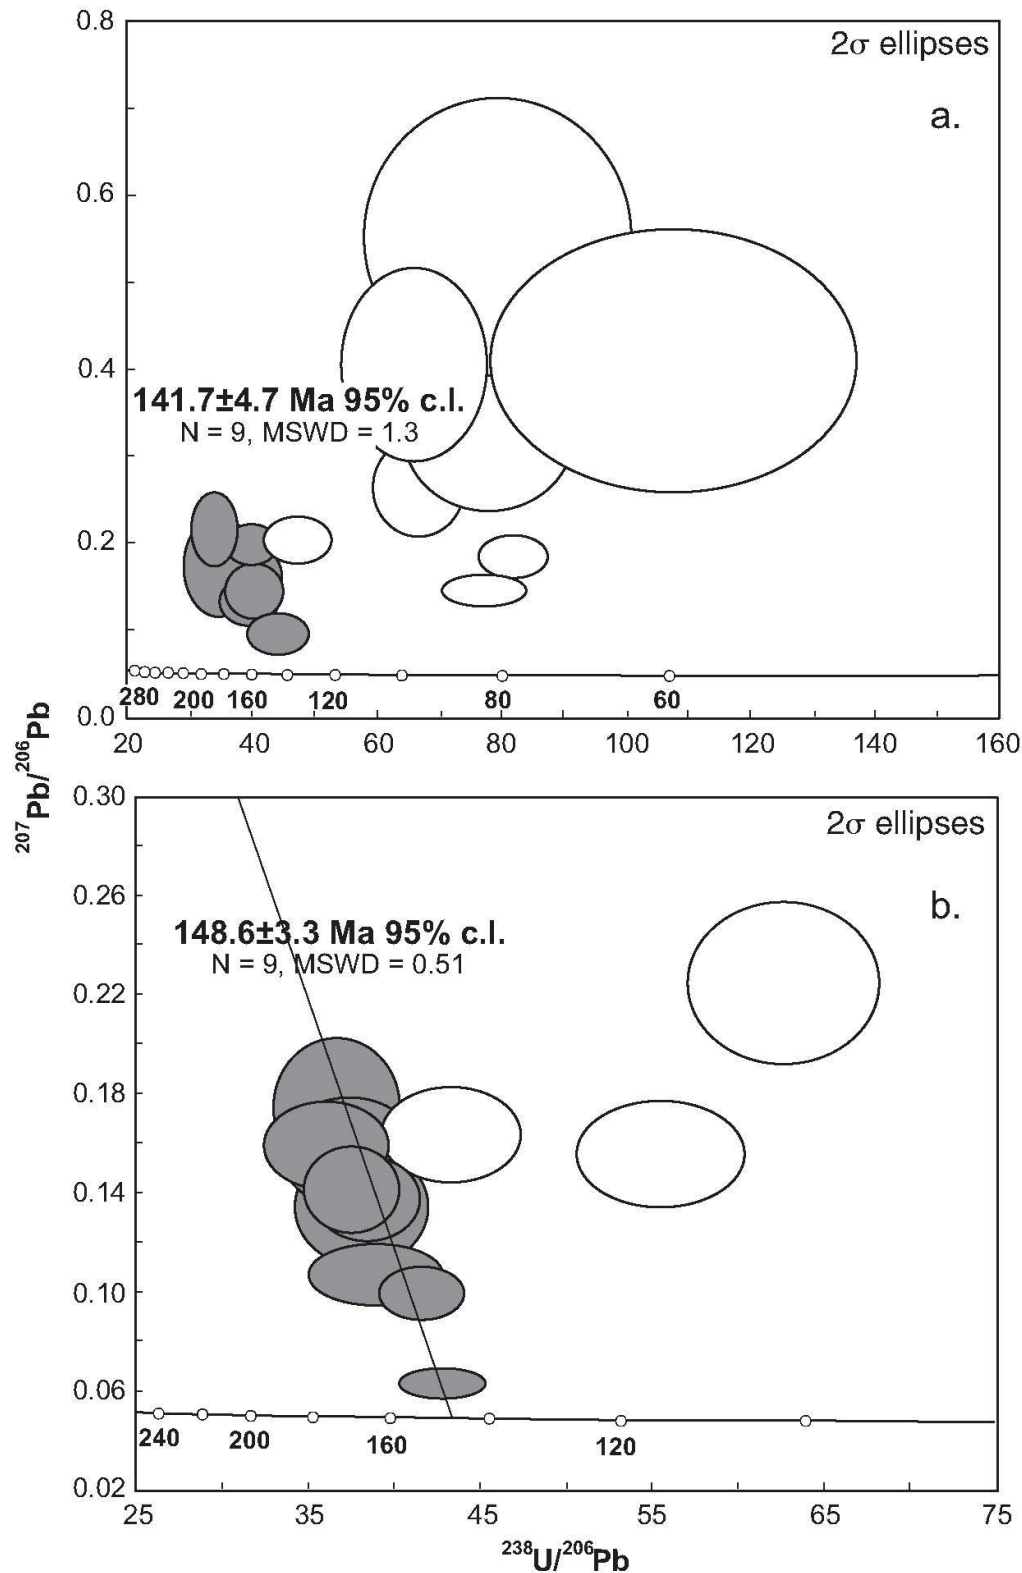 0.8
2σ ellipses
a.
0.6
0.4
141.7±4.7 Ma 95% c.l.
N = 9, MSWD = 1.3
0.2
280 200 160 120 80 60
0.0
20 40 60 80 100 120 140 160
207Pb/206Pb
0.30
2σ ellipses
0.26
b.
148.6±3.3 Ma 95% c.l.
N = 9, MSWD = 0.51
0.22
0.18
0.14
0.10
0.06
240 200 160 120
0.02
25 35 45 55 65 75
238U/206Pb